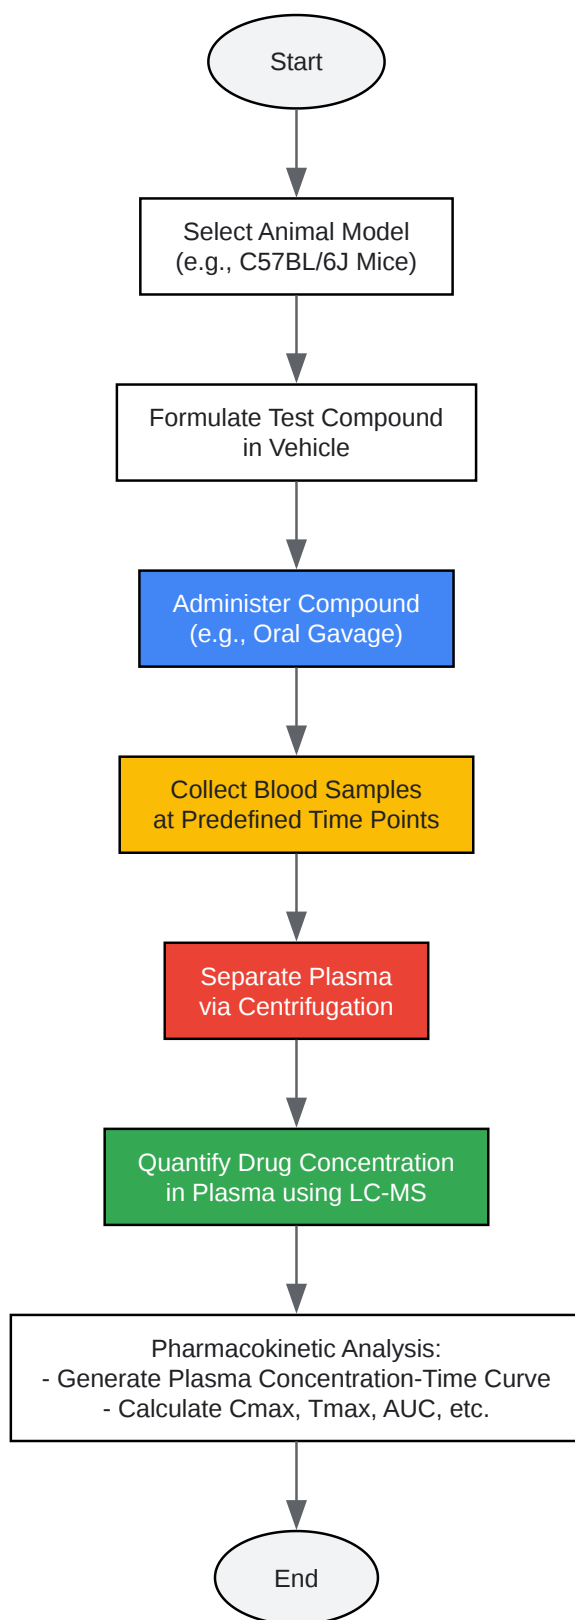 Start
Select Animal Model
(e.g., C57BL/6J Mice)
Formulate Test Compound
in Vehicle
Administer Compound
(e.g., Oral Gavage)
Collect Blood Samples
at Predefined Time Points
Separate Plasma
via Centrifugation
Quantify Drug Concentration
in Plasma using LC-MS
Pharmacokinetic Analysis:
- Generate Plasma Concentration-Time Curve
- Calculate Cmax, Tmax, AUC, etc.
End